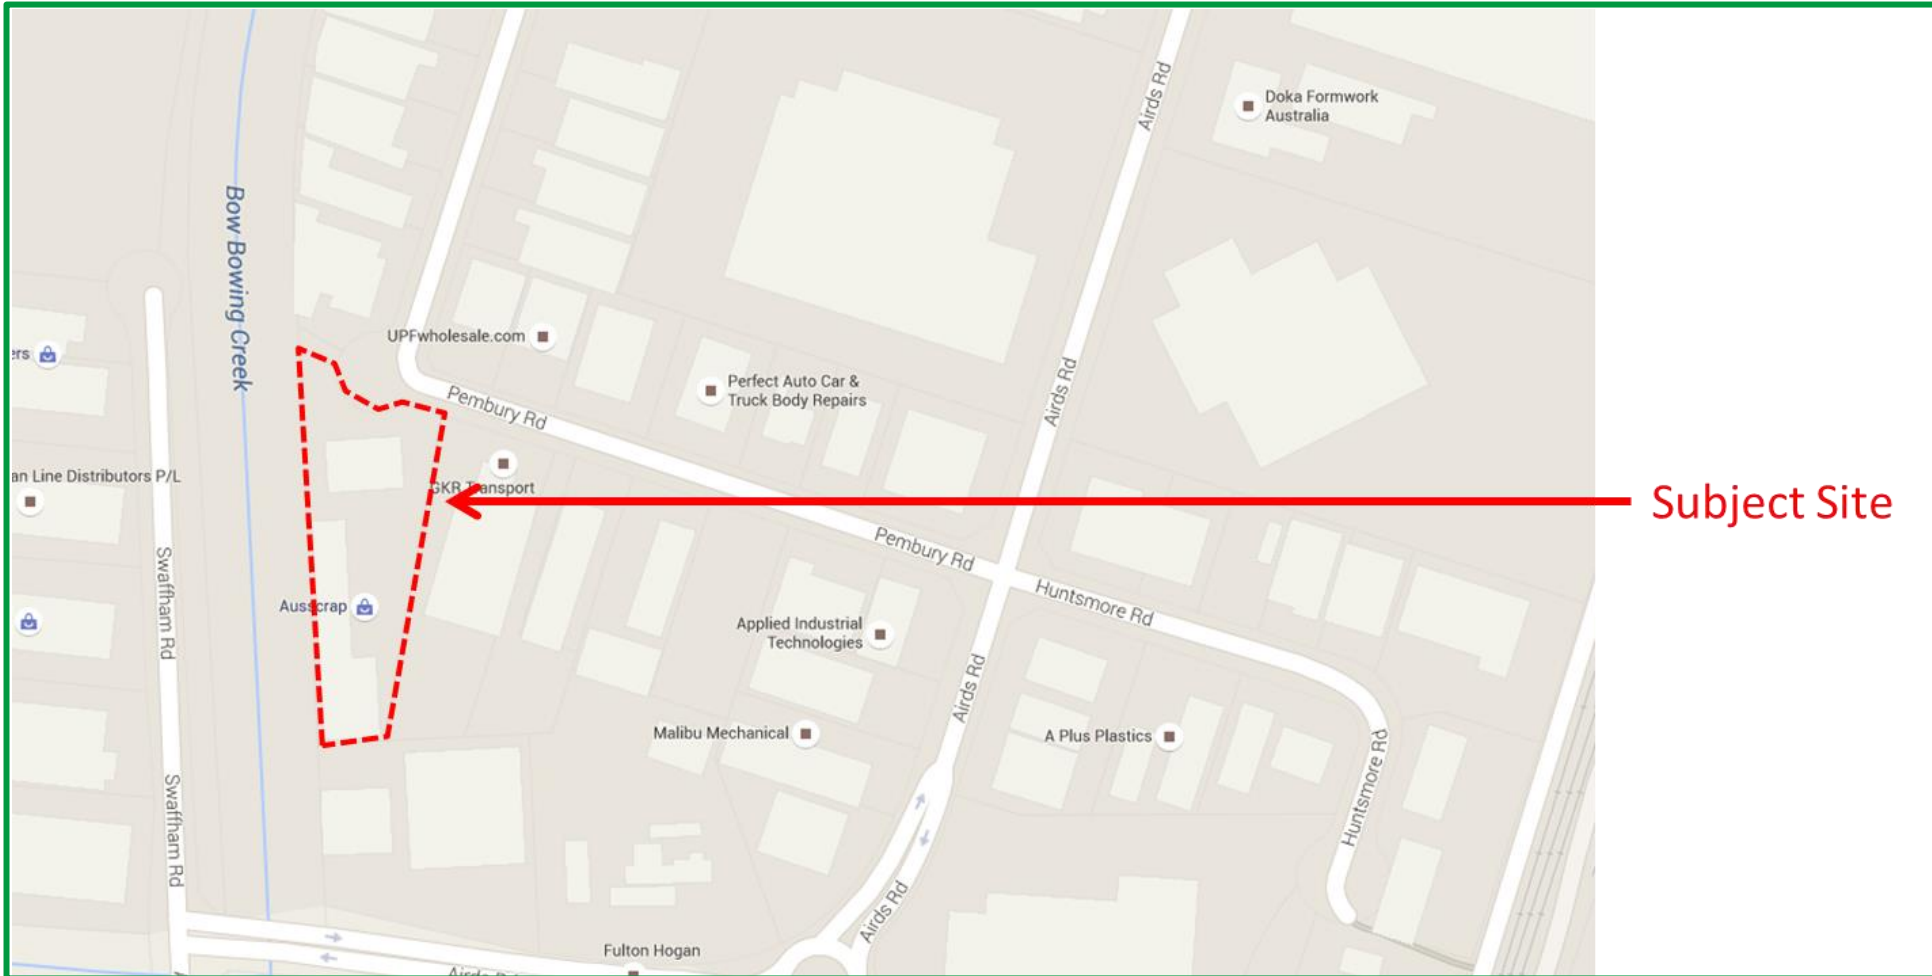 Airds Rd
Doka Formwork
Australia
Bow Bowing Creek
UPFwholesale.com
ers
Perfect Auto Car &
Truck Body Repairs
Airds Rd
Pembury Rd
an Line Distributors P/L
GKR Transport
Subject Site
Pembury Rd
Swaffham Rd
Ausscrap
Huntsmore Rd
Applied Industrial
Technologies
Airds Rd
Malibu Mechanical
A Plus Plastics
Huntsmore Rd
Swaffham Rd
Airds Rd
Fulton Hogan